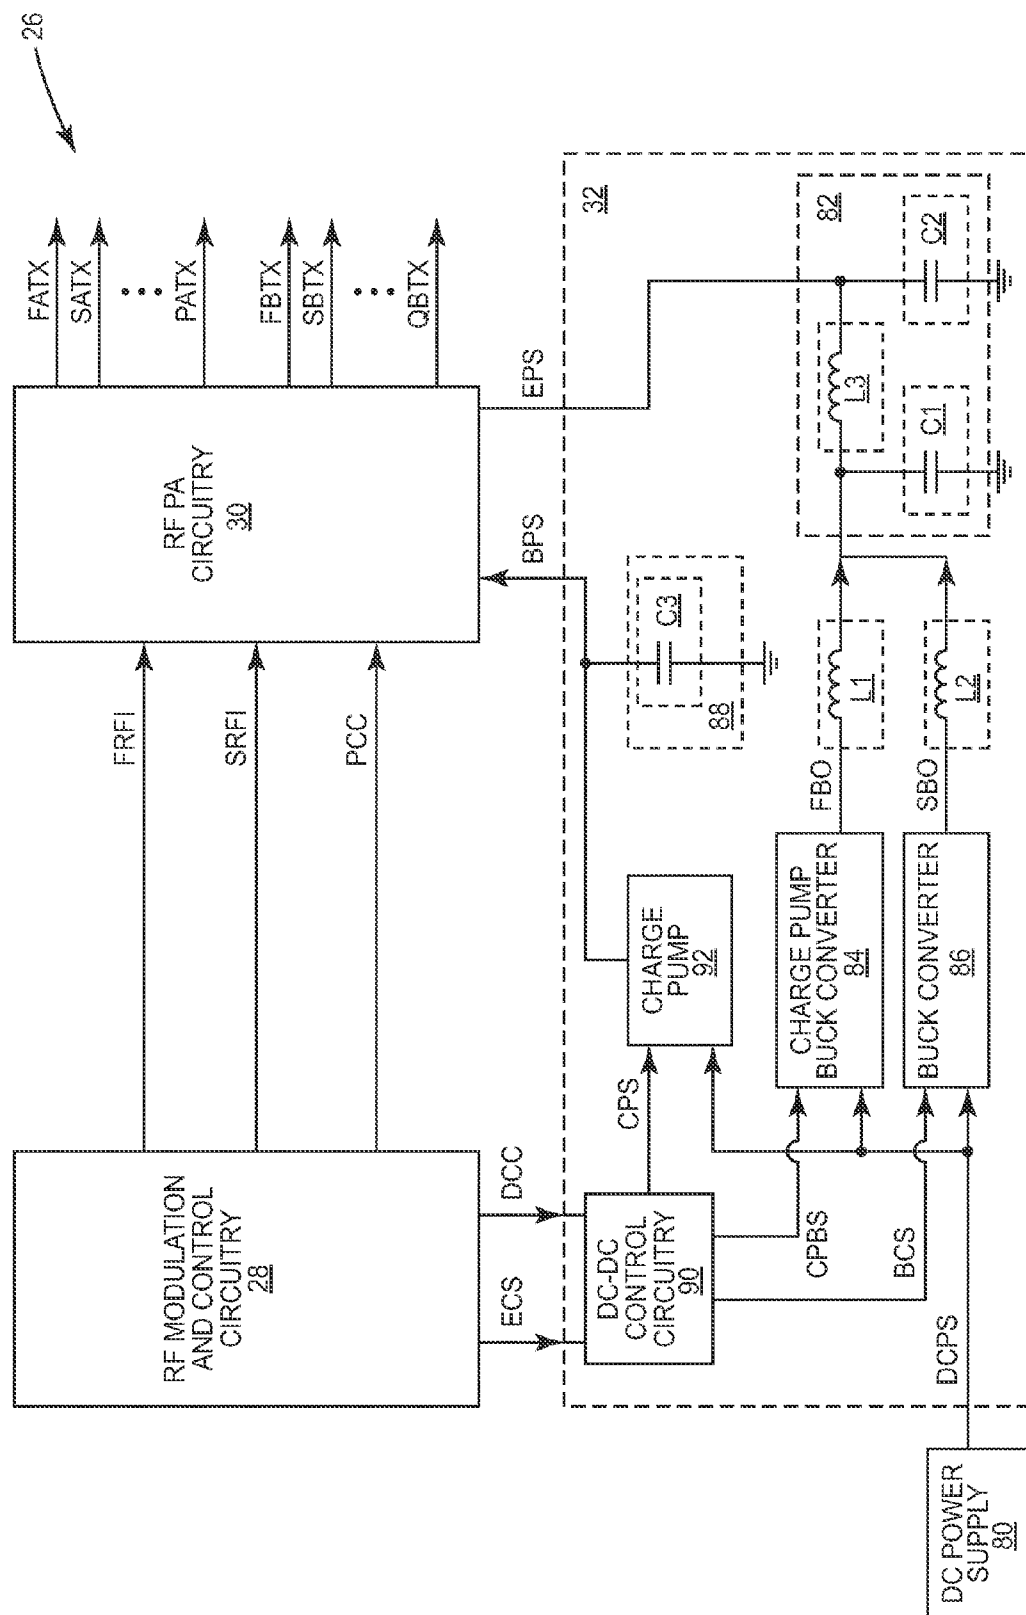 26
FATX
SATX
PATX
FBTX
SBTX
QBTX
RF MODULATION
AND CONTROL
CIRCUITRY
28
FRFI
SRFI
PCC
RF PA
CIRCUITRY
30
ECS
DCC
BPS
EPS
32
DC-DC
CONTROL
CIRCUITRY
90
CPS
CHARGE
PUMP
92
C3
88
CPBS
BCS
CHARGE PUMP
BUCK CONVERTER
84
FBO
L1
BUCK CONVERTER
86
SBO
L2
82
L3
C1
C2
DCPS
DC POWER
SUPPLY
80